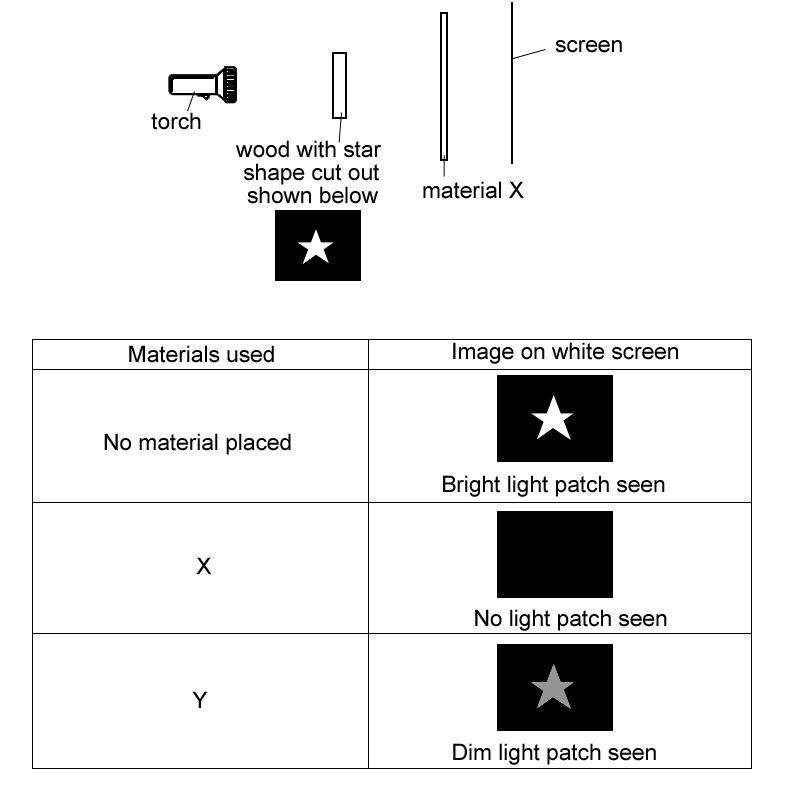 screen
torch
wood with star
shape cut out
shown below
material X
Materials used
Image on white screen
No material placed
Bright light patch seen
X
No light patch seen
Y
Dim light patch seen